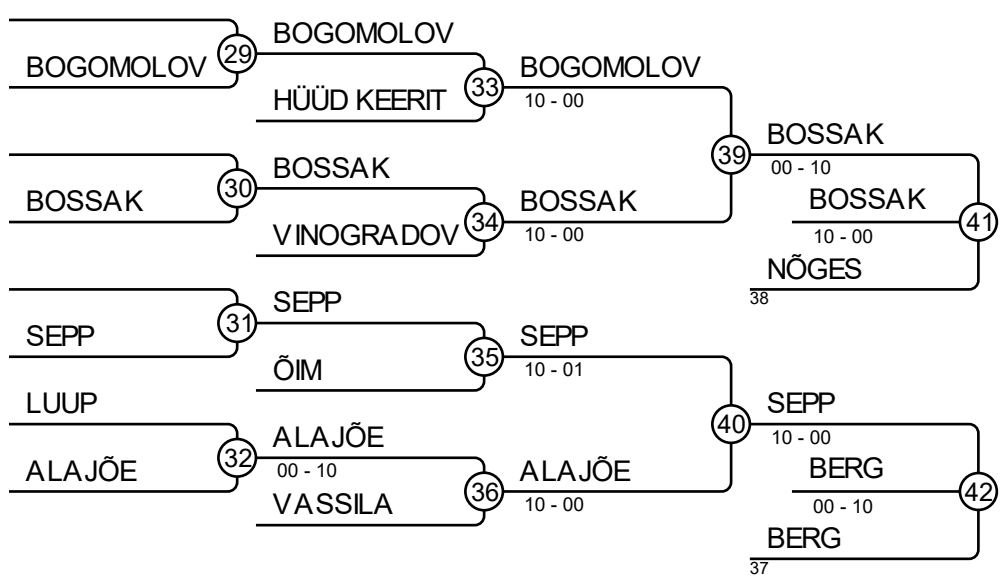 BOGOMOLOV
29
BOGOMOLOV
HÜÜD KEERIT
33
BOGOMOLOV
10 - 00
BOSSAK
30
BOSSAK
VINOGRADOV
34
BOSSAK
10 - 00
39
BOSSAK
00 - 10
BOSSAK
10 - 00
41
NÕGES
38
SEPP
31
SEPP
ÕIM
35
SEPP
10 - 01
LUUP
ALAJÕE
32
ALAJÕE
00 - 10
VASSILA
36
ALAJÕE
10 - 00
40
SEPP
10 - 00
BERG
00 - 10
42
BERG
37